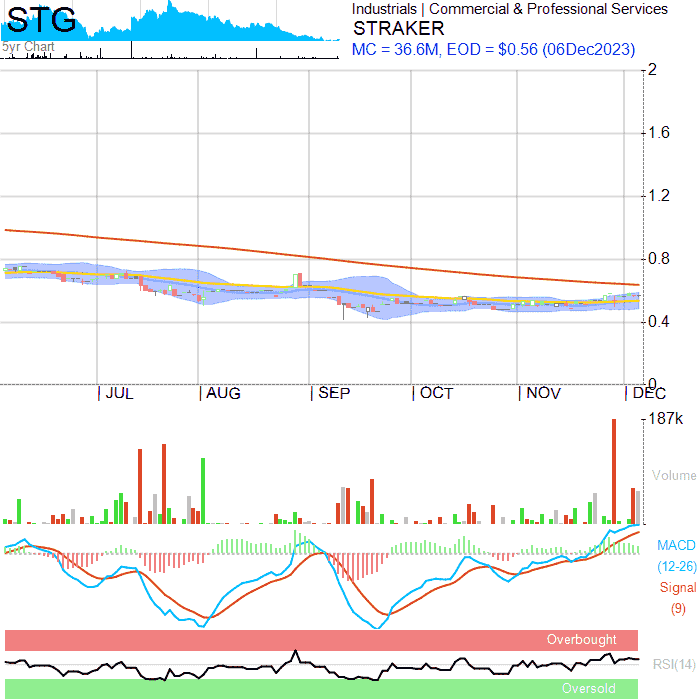 STG
5yr Chart
Industrials | Commercial & Professional Services
STRAKER
MC = 36.6M, EOD = $0.56 (06Dec2023)
2
1.6
1.2
0.8
0.4
0
JUL AUG SEP OCT NOV DEC
187k
Volume
MACD
(12-26)
Signal
(9)
Overbought
RSI(14)
Oversold